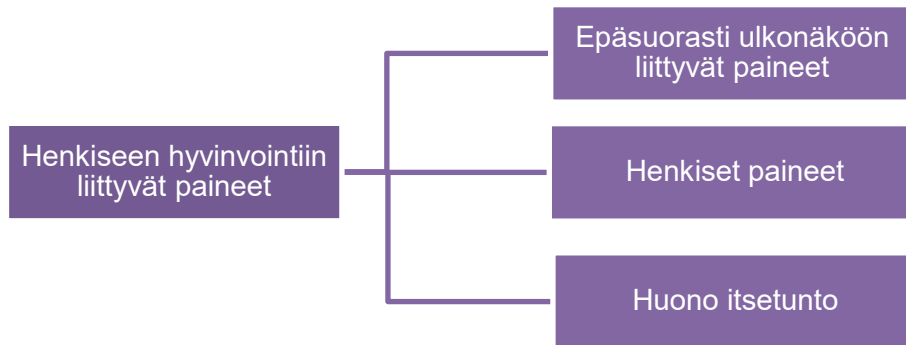 Epäsuorasti ulkonäköön
liittyvät paineet
Henkiseen hyvinvointiin
liittyvät paineet
Henkiset paineet
Huono itsetunto